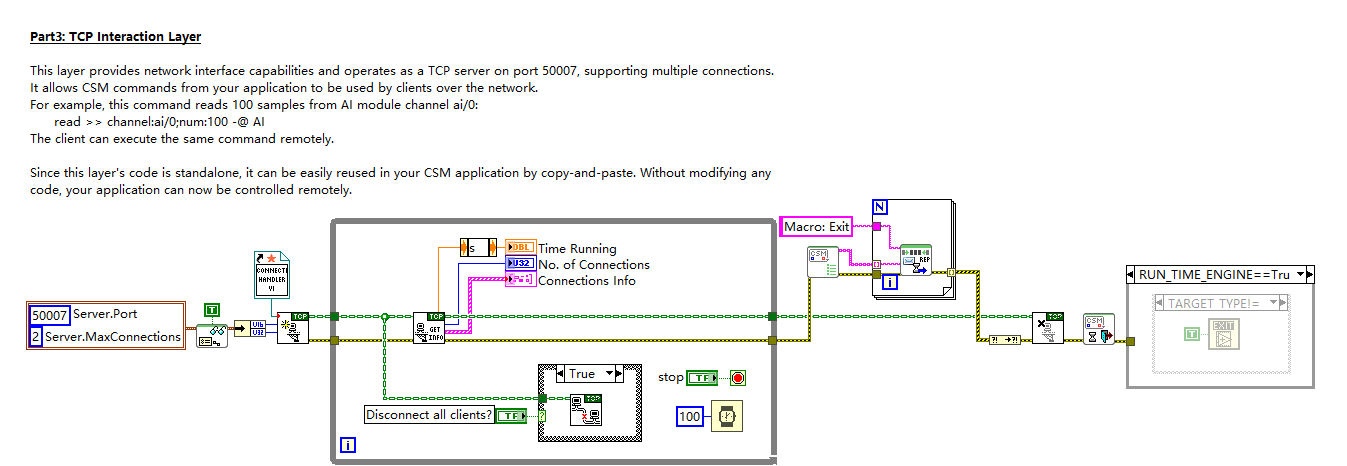 Part3: TCP Interaction Layer
This layer provides network interface capabilities and operates as a TCP server on port 50007, supporting multiple connections.
It allows CSM commands from your application to be used by clients over the network.
For example, this command reads 100 samples from AI module channel ai/0:
read >> channel:ai/0;num:100 -@ AI
The client can execute the same command remotely.
Since this layer's code is standalone, it can be easily reused in your CSM application by copy-and-paste. Without modifying any
code, your application can now be controlled remotely.
N
Macro: Exit
CSM
REP
i
s
DBL
Time Running
U32
No. of Connections
Connections Info
CONNECTI
HANDLER
VI
RUN_TIME_ENGINE==Tru
TARGET TYPE!=
T
EXIT
50007 Server.Port
2 Server.MaxConnections
T
U16
U32
TCP
TCP
GET
INFO
TCP
CSM
?! ?!
True
TCP
stop TF
Disconnect all clients? TF
?
100
i